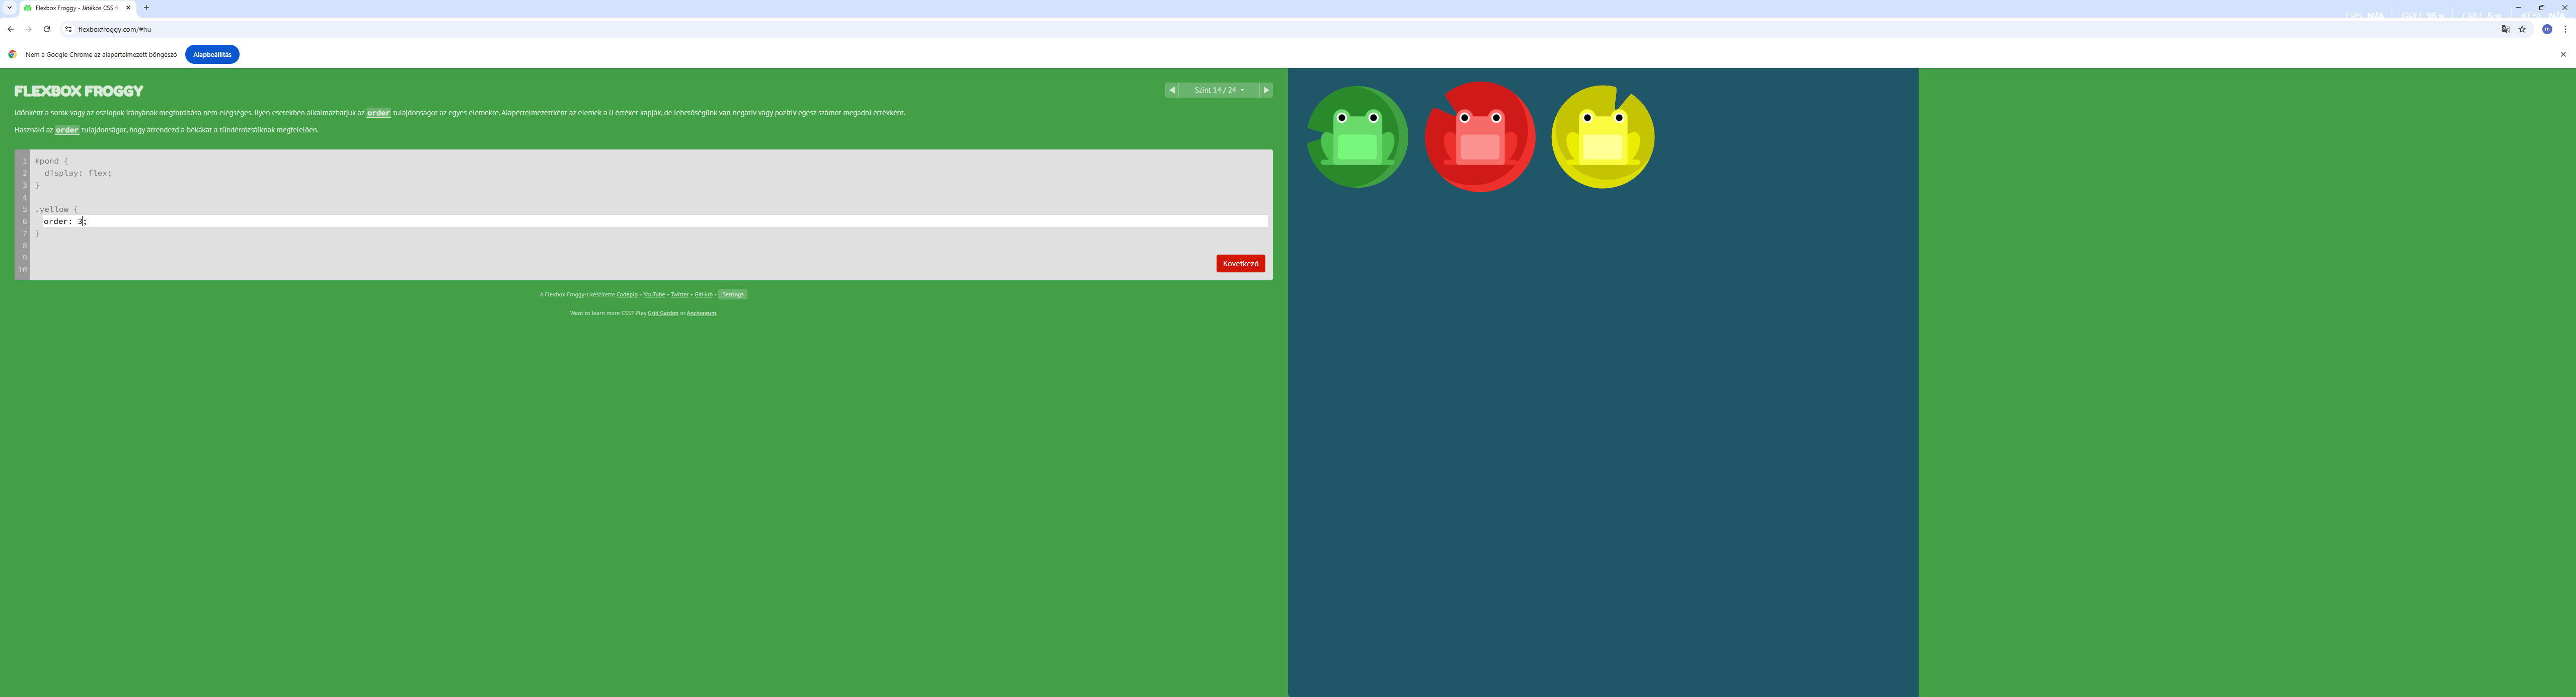 Flexbox Froggy - Játékos CSS f
flexboxfroggy.com/#hu
Nem a Google Chrome az alapértelmezett böngésző Alapbeállítás
FLEXBOX FROGGY
Szint 14 / 24
Időnként a sorok vagy az oszlopok irányának megfordítása nem elégséges. Ilyen esetekben alkalmazhatjuk az order tulajdonságot az egyes elemekre. Alapértelmezettként az elemek a 0 értéket kapják, de lehetőségünk van negatív vagy pozitív egész számot megadni értékként.
Használd az order tulajdonságot, hogy átrendezd a békákat a tündérrózsáiknak megfelelően.
1 #pond {
2 display: flex;
3 }
4
5 .yellow {
6 order: 3;
7 }
8
9
10
Következő
A Flexbox Froggy-t készítette Codepip • YouTube • Twitter • GitHub • Settings
Want to learn more CSS? Play Grid Garden or Anchoreum.